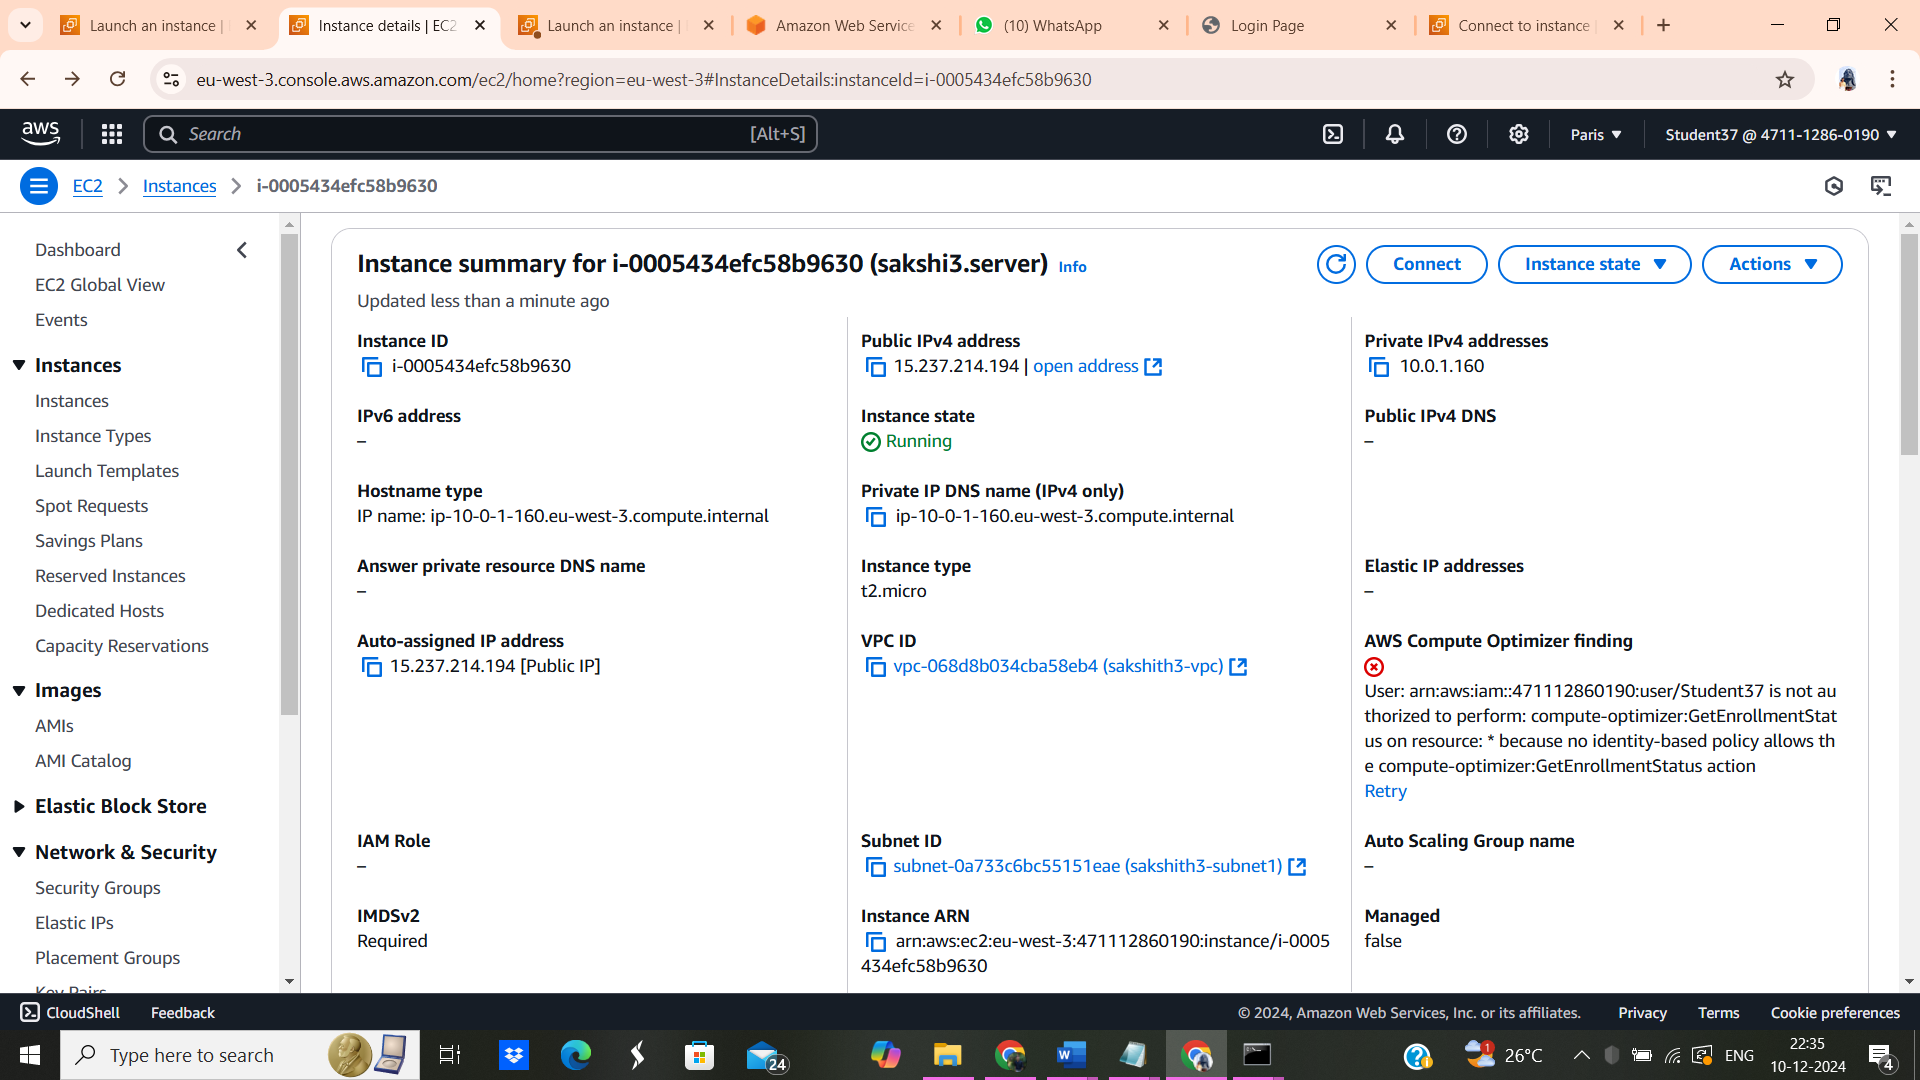 Launch an instance |
Instance details | EC2
Launch an instance |
Amazon Web Service
(10) WhatsApp
Login Page
Connect to instance
eu-west-3.console.aws.amazon.com/ec2/home?region=eu-west-3#InstanceDetails:instanceId=i-0005434efc58b9630
aws
Search
[Alt+S]
Paris
Student37 @ 4711-1286-0190
EC2
Instances
i-0005434efc58b9630
Dashboard
EC2 Global View
Events
Instances
Instances
Instance Types
Launch Templates
Spot Requests
Savings Plans
Reserved Instances
Dedicated Hosts
Capacity Reservations
Images
AMIs
AMI Catalog
Elastic Block Store
Network & Security
Security Groups
Elastic IPs
Placement Groups
Key Pairs
Instance summary for i-0005434efc58b9630 (sakshi3.server) Info
Updated less than a minute ago
Connect
Instance state
Actions
Instance ID
i-0005434efc58b9630
Public IPv4 address
15.237.214.194 | open address
Private IPv4 addresses
10.0.1.160
IPv6 address
–
Instance state
Running
Public IPv4 DNS
–
Hostname type
IP name: ip-10-0-1-160.eu-west-3.compute.internal
Private IP DNS name (IPv4 only)
ip-10-0-1-160.eu-west-3.compute.internal
Answer private resource DNS name
–
Instance type
t2.micro
Elastic IP addresses
–
Auto-assigned IP address
15.237.214.194 [Public IP]
VPC ID
vpc-068d8b034cba58eb4 (sakshith3-vpc)
AWS Compute Optimizer finding
User: arn:aws:iam::471112860190:user/Student37 is not au
thorized to perform: compute-optimizer:GetEnrollmentStat
us on resource: * because no identity-based policy allows th
e compute-optimizer:GetEnrollmentStatus action
Retry
IAM Role
–
Subnet ID
subnet-0a733c6bc55151eae (sakshith3-subnet1)
Auto Scaling Group name
–
IMDSv2
Required
Instance ARN
arn:aws:ec2:eu-west-3:471112860190:instance/i-0005
434efc58b9630
Managed
false
CloudShell
Feedback
© 2024, Amazon Web Services, Inc. or its affiliates.
Privacy
Terms
Cookie preferences
Type here to search
24
1
26°C
ENG
22:35
10-12-2024
4